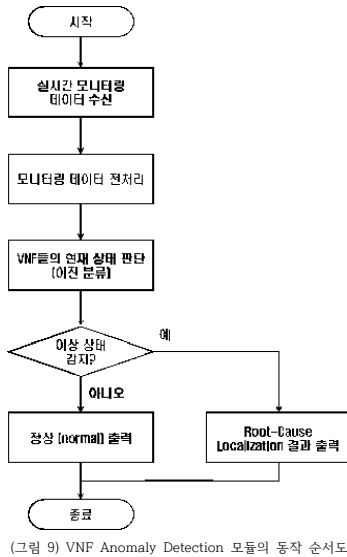 시작
실시간 모니터링
데이터 수신
모니터링 데이터 전처리
VNF들의 현재 상태 판단
(이진 분류)
이상 상태
감지?
예
아니오
정상 (normal) 출력
Root-Cause
Localization 결과 출력
종료
(그림 9) VNF Anomaly Detection 모듈의 동작 순서도